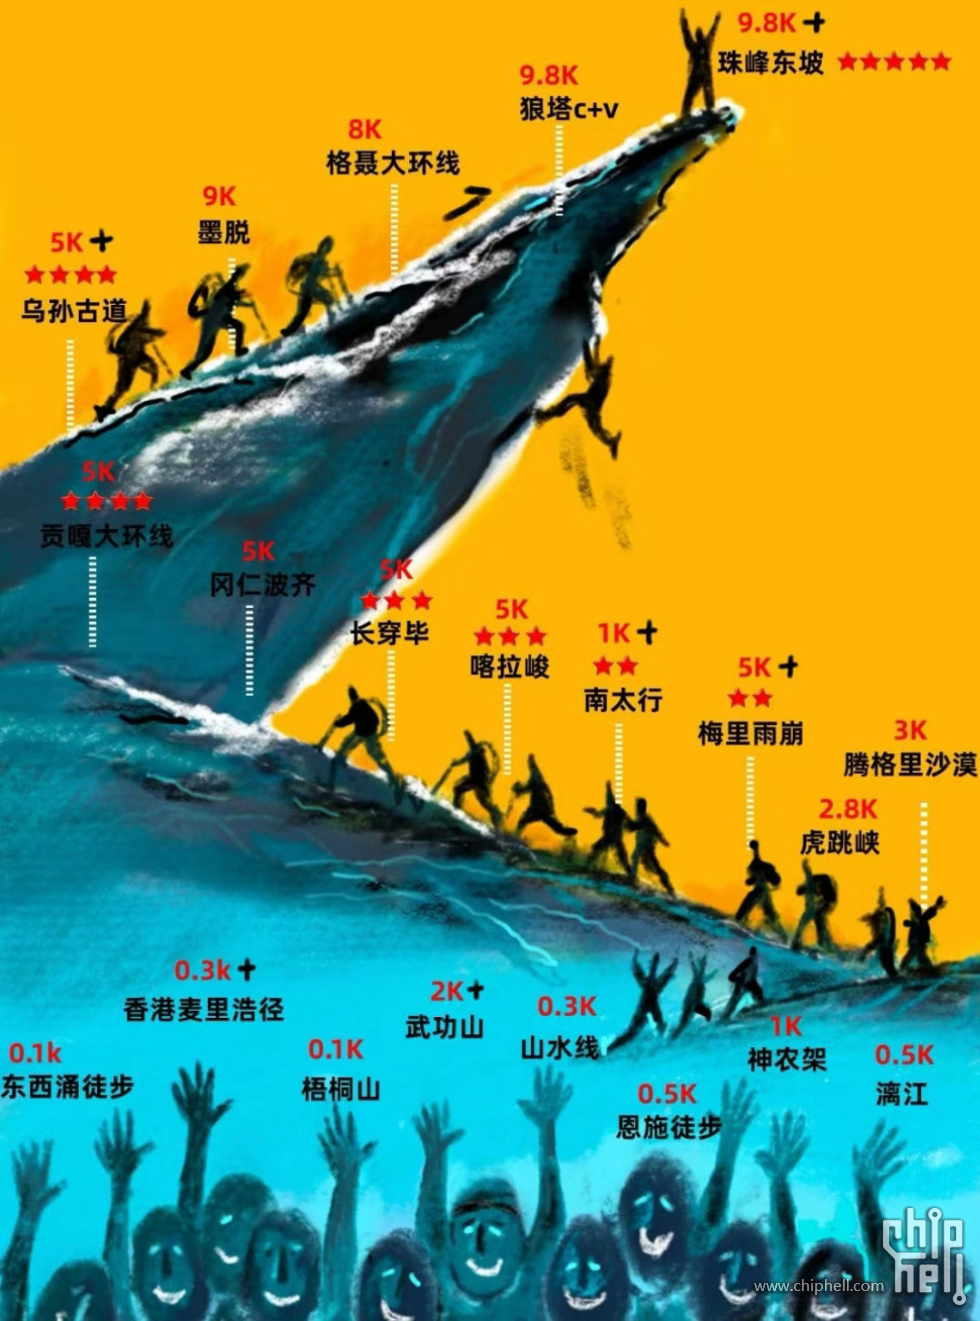 9.8K+
珠峰东坡 ★★★★★
9.8K
狼塔c+v
8K
格聂大环线
9K
墨脱
5K+
★★★★
乌孙古道
5K
★★★★
贡嘎大环线
5K
冈仁波齐
5K
★★★
长穿毕
5K
★★★
喀拉峻
1K+
★★
南太行
5K+
★★
梅里雨崩
3K
腾格里沙漠
2.8K
虎跳峡
0.3k+
香港麦里浩径
2K+
武功山
0.3K
山水线
1K
神农架
0.1k
东西涌徒步
0.1K
梧桐山
0.5K
恩施徒步
0.5K
漓江
chip
hell
www.chiphell.com